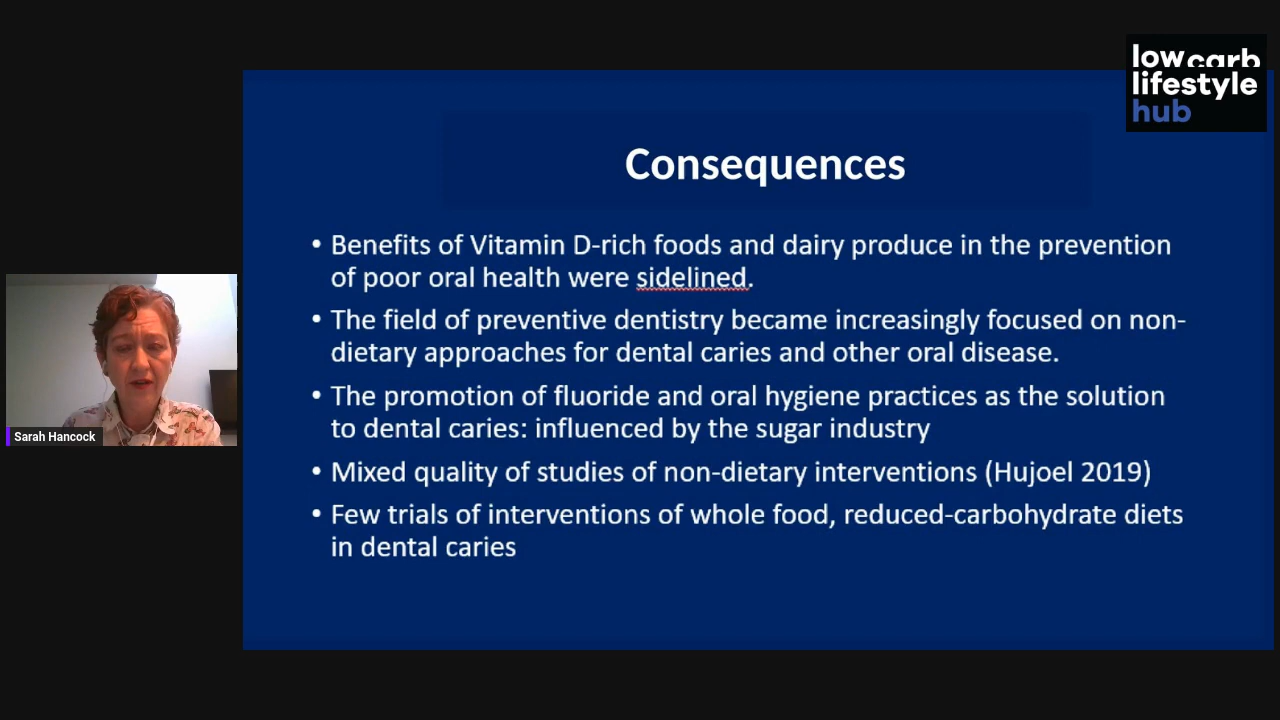 low carb
lifestyle
hub
Consequences
• Benefits of Vitamin D-rich foods and dairy produce in the prevention
of poor oral health were sidelined.
• The field of preventive dentistry became increasingly focused on non-
dietary approaches for dental caries and other oral disease.
• The promotion of fluoride and oral hygiene practices as the solution
to dental caries: influenced by the sugar industry
• Mixed quality of studies of non-dietary interventions (Hujoel 2019)
• Few trials of interventions of whole food, reduced-carbohydrate diets
in dental caries
Sarah Hancock